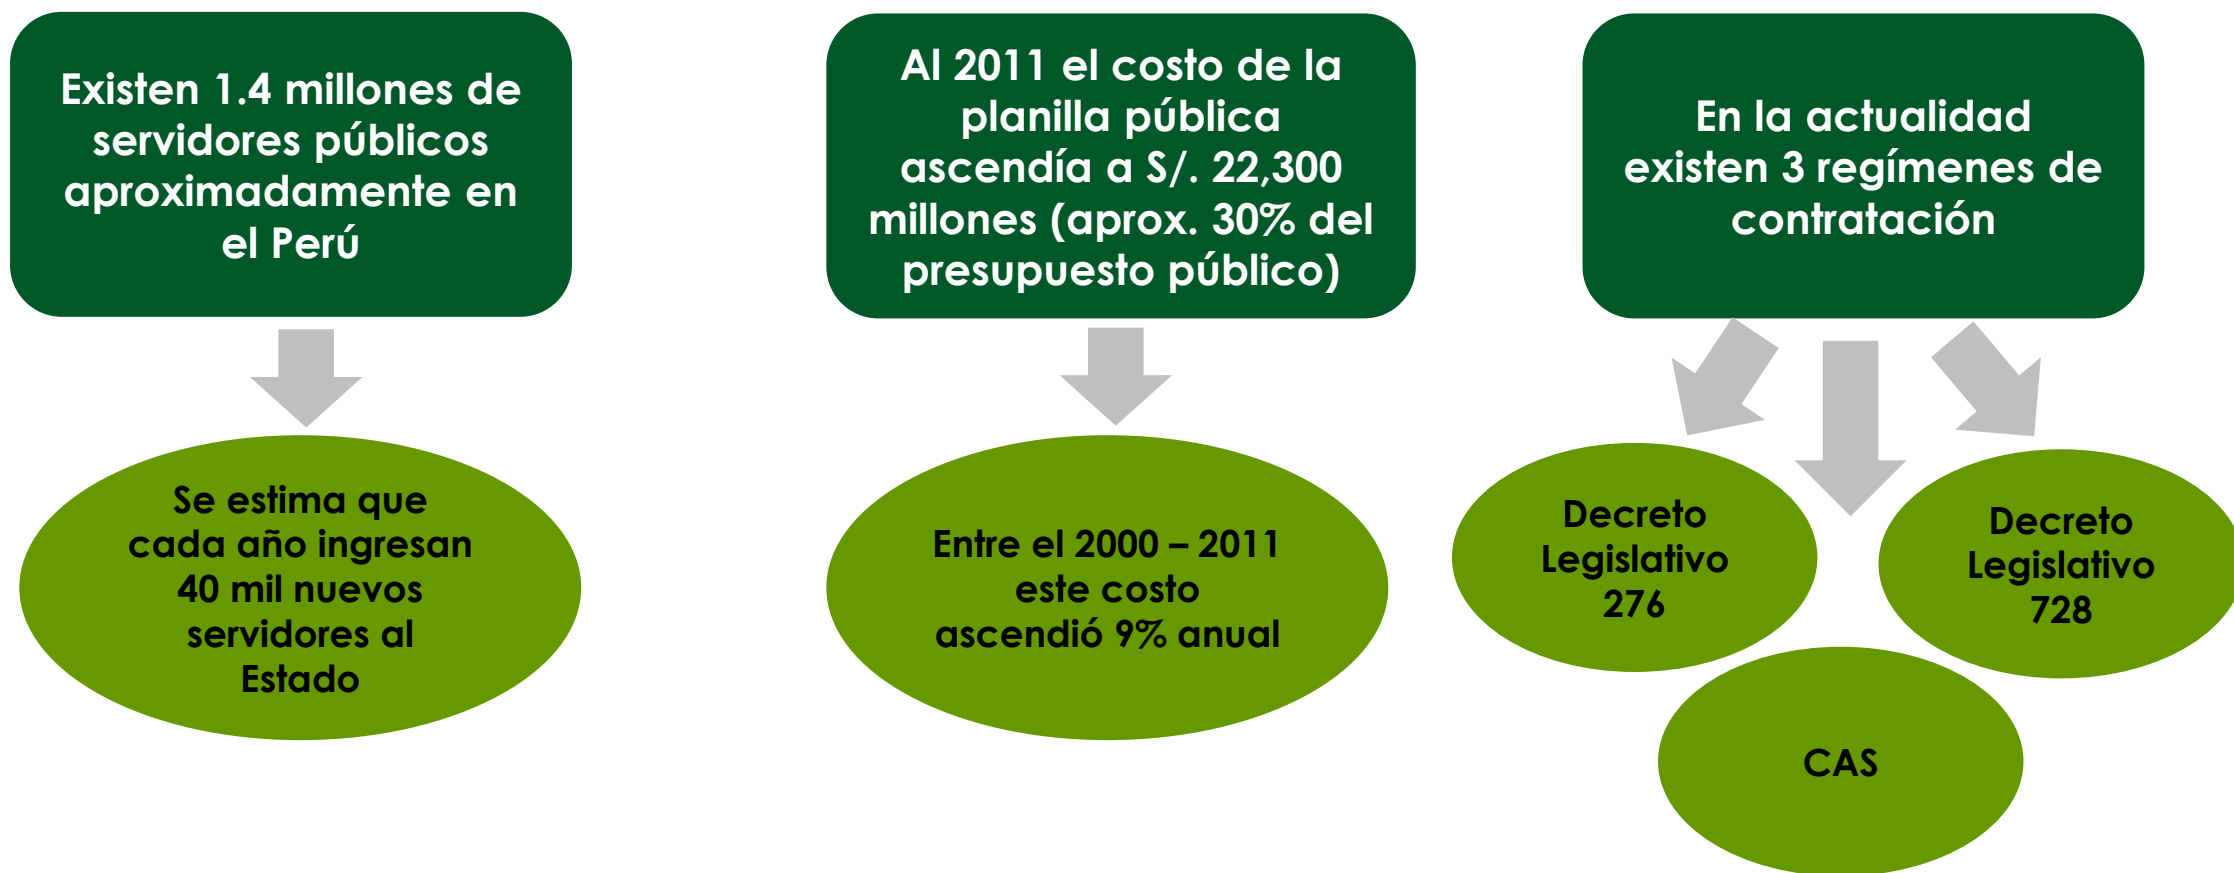 Existen 1.4 millones de
servidores públicos
aproximadamente en
el Perú
Se estima que
cada año ingresan
40 mil nuevos
servidores al
Estado
Al 2011 el costo de la
planilla pública
ascendía a S/. 22,300
millones (aprox. 30% del
presupuesto público)
Entre el 2000 – 2011
este costo
ascendió 9% anual
En la actualidad
existen 3 regímenes de
contratación
Decreto
Legislativo
276
Decreto
Legislativo
728
CAS